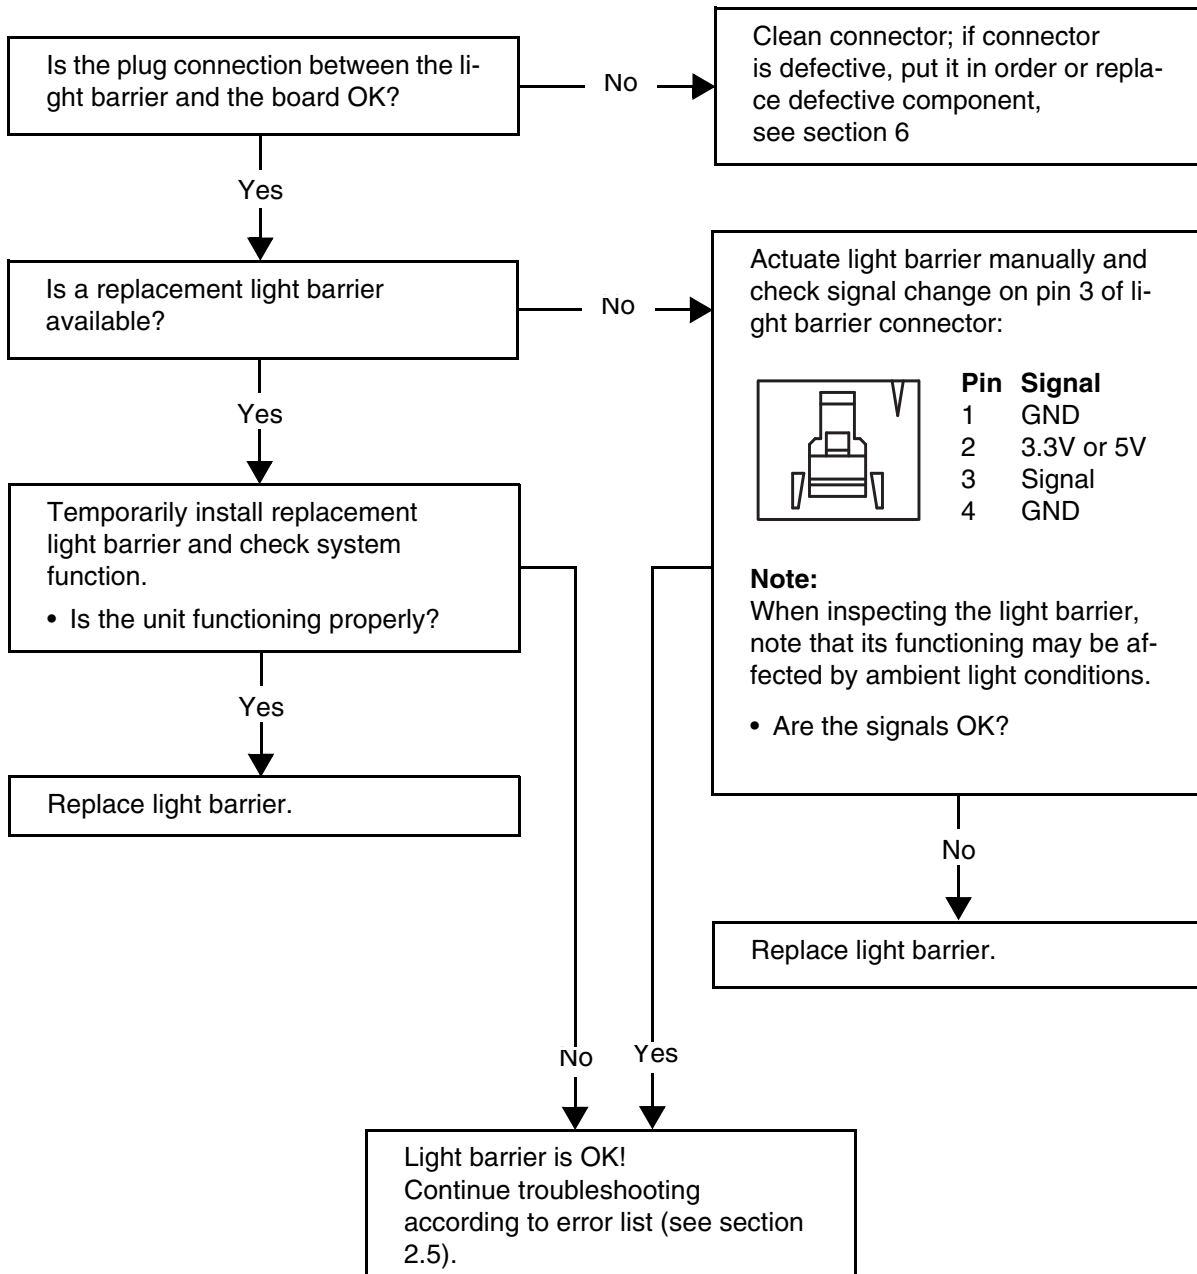 Is the plug connection between the li-
ght barrier and the board OK?
No
Clean connector; if connector
is defective, put it in order or repla-
ce defective component,
see section 6
Yes
Is a replacement light barrier
available?
No
Actuate light barrier manually and
check signal change on pin 3 of li-
ght barrier connector:
Pin Signal
1 GND
2 3.3V or 5V
3 Signal
4 GND
Note:
When inspecting the light barrier,
note that its functioning may be af-
fected by ambient light conditions.
• Are the signals OK?
Yes
Temporarily install replacement
light barrier and check system
function.
• Is the unit functioning properly?
Yes
Replace light barrier.
No
Replace light barrier.
No
Yes
Light barrier is OK!
Continue troubleshooting
according to error list (see section
2.5).